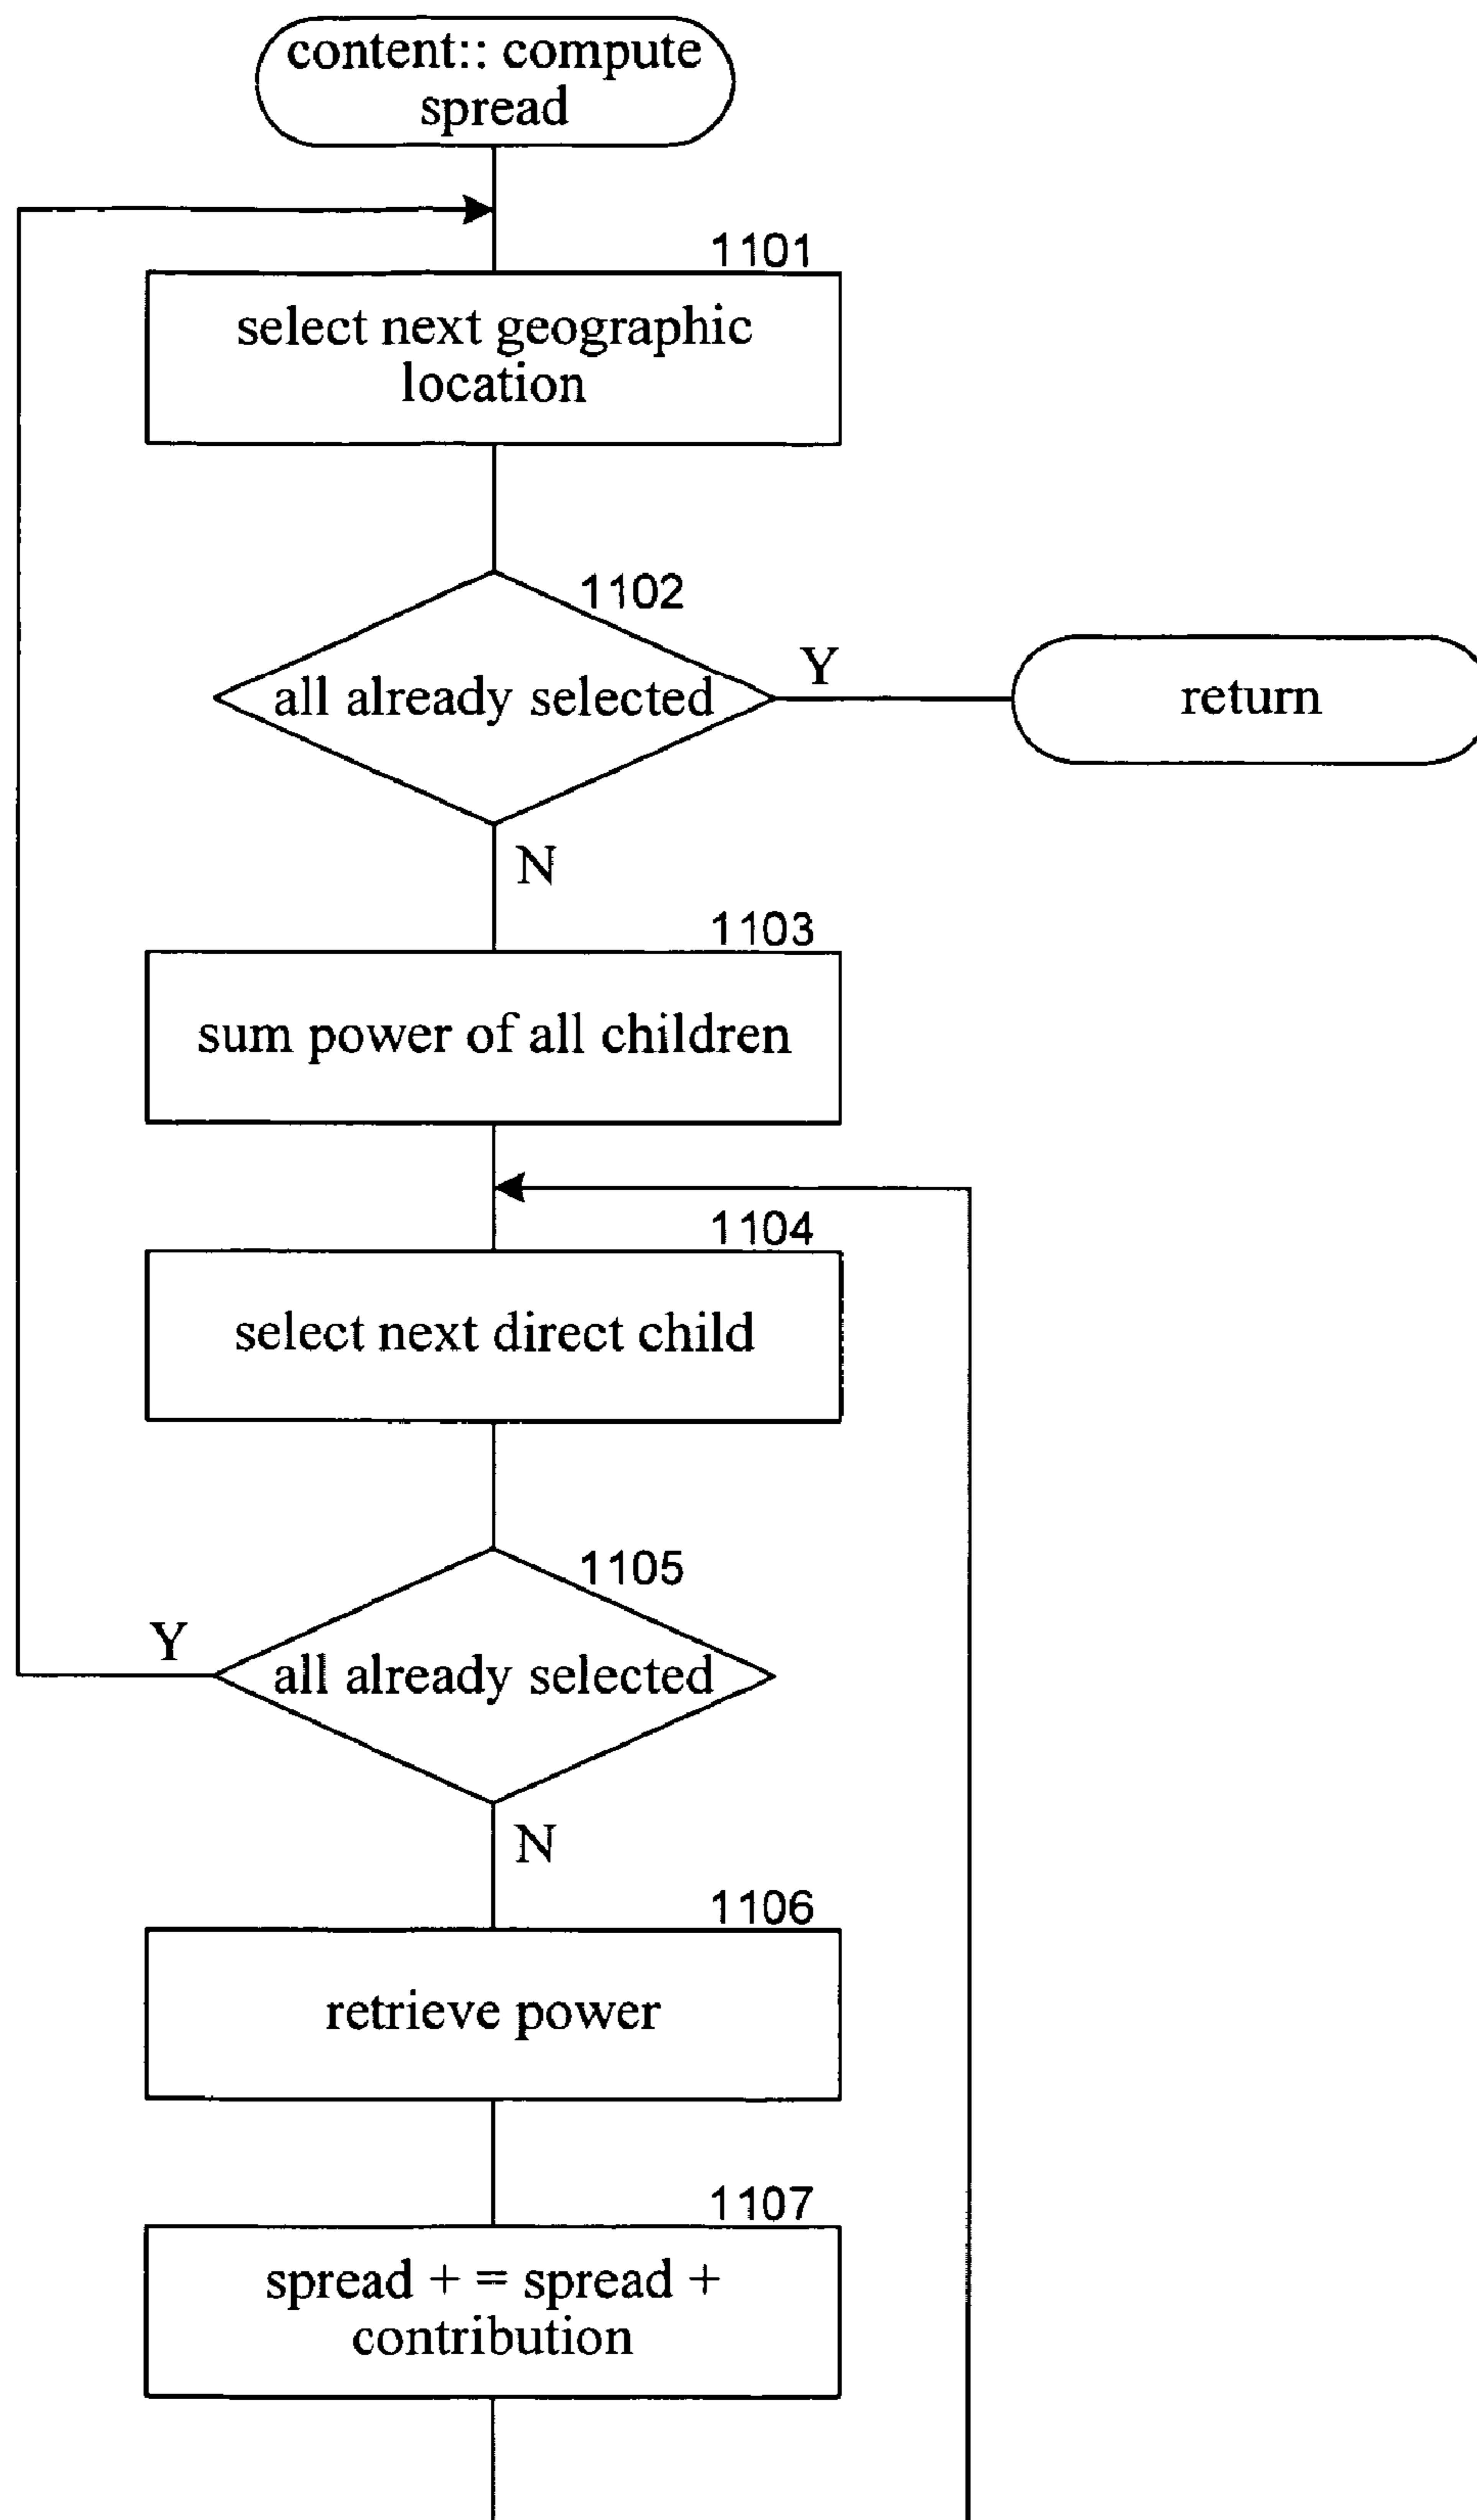 content:: compute
spread
1101
select next geographic
location
1102
all already selected
Y
return
N
1103
sum power of all children
1104
select next direct child
1105
Y
all already selected
N
1106
retrieve power
1107
spread + = spread +
contribution